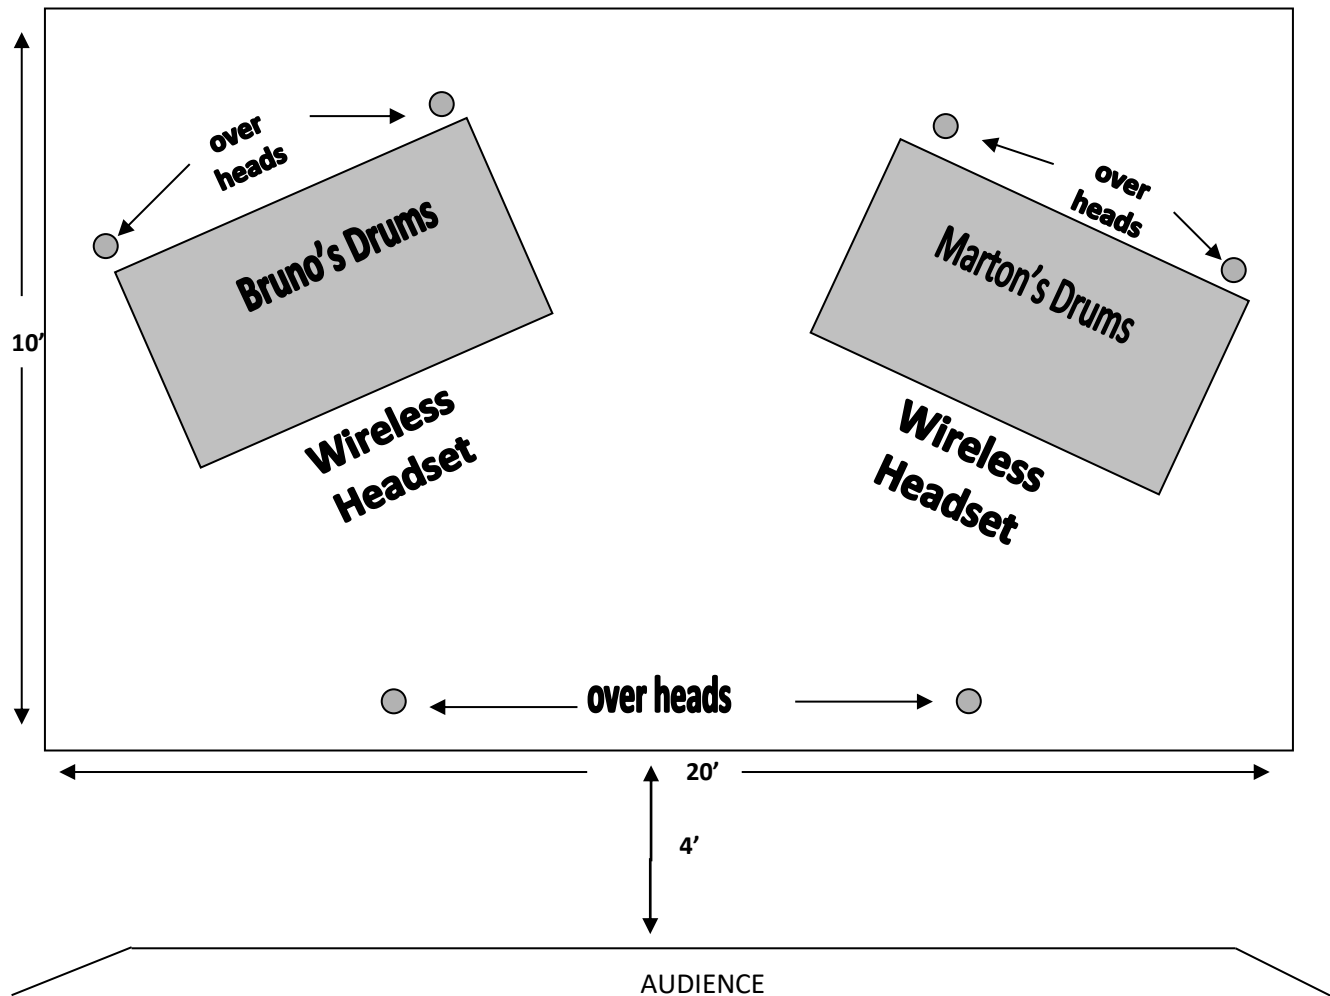 over
heads
over
heads
Bruno's Drums
Marton's Drums
10’
Wireless
Headset
Wireless
Headset
over heads
20’
4’
AUDIENCE